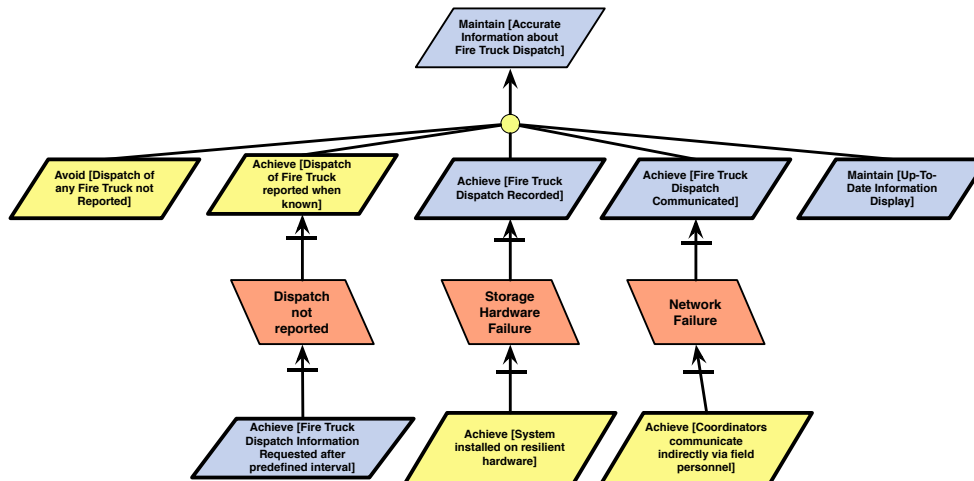 Maintain [Accurate
Information about
Fire Truck Dispatch]
Avoid [Dispatch of
any Fire Truck not
Reported]
Achieve [Dispatch
of Fire Truck
reported when
known]
Achieve [Fire Truck
Dispatch Recorded]
Achieve [Fire Truck
Dispatch
Communicated]
Maintain [Up-To-
Date Information
Display]
Dispatch
not
reported
Storage
Hardware
Failure
Network
Failure
Achieve [Fire Truck
Dispatch Information
Requested after
predefined interval]
Achieve [System
installed on resilient
hardware]
Achieve [Coordinators
communicate
indirectly via field
personnel]